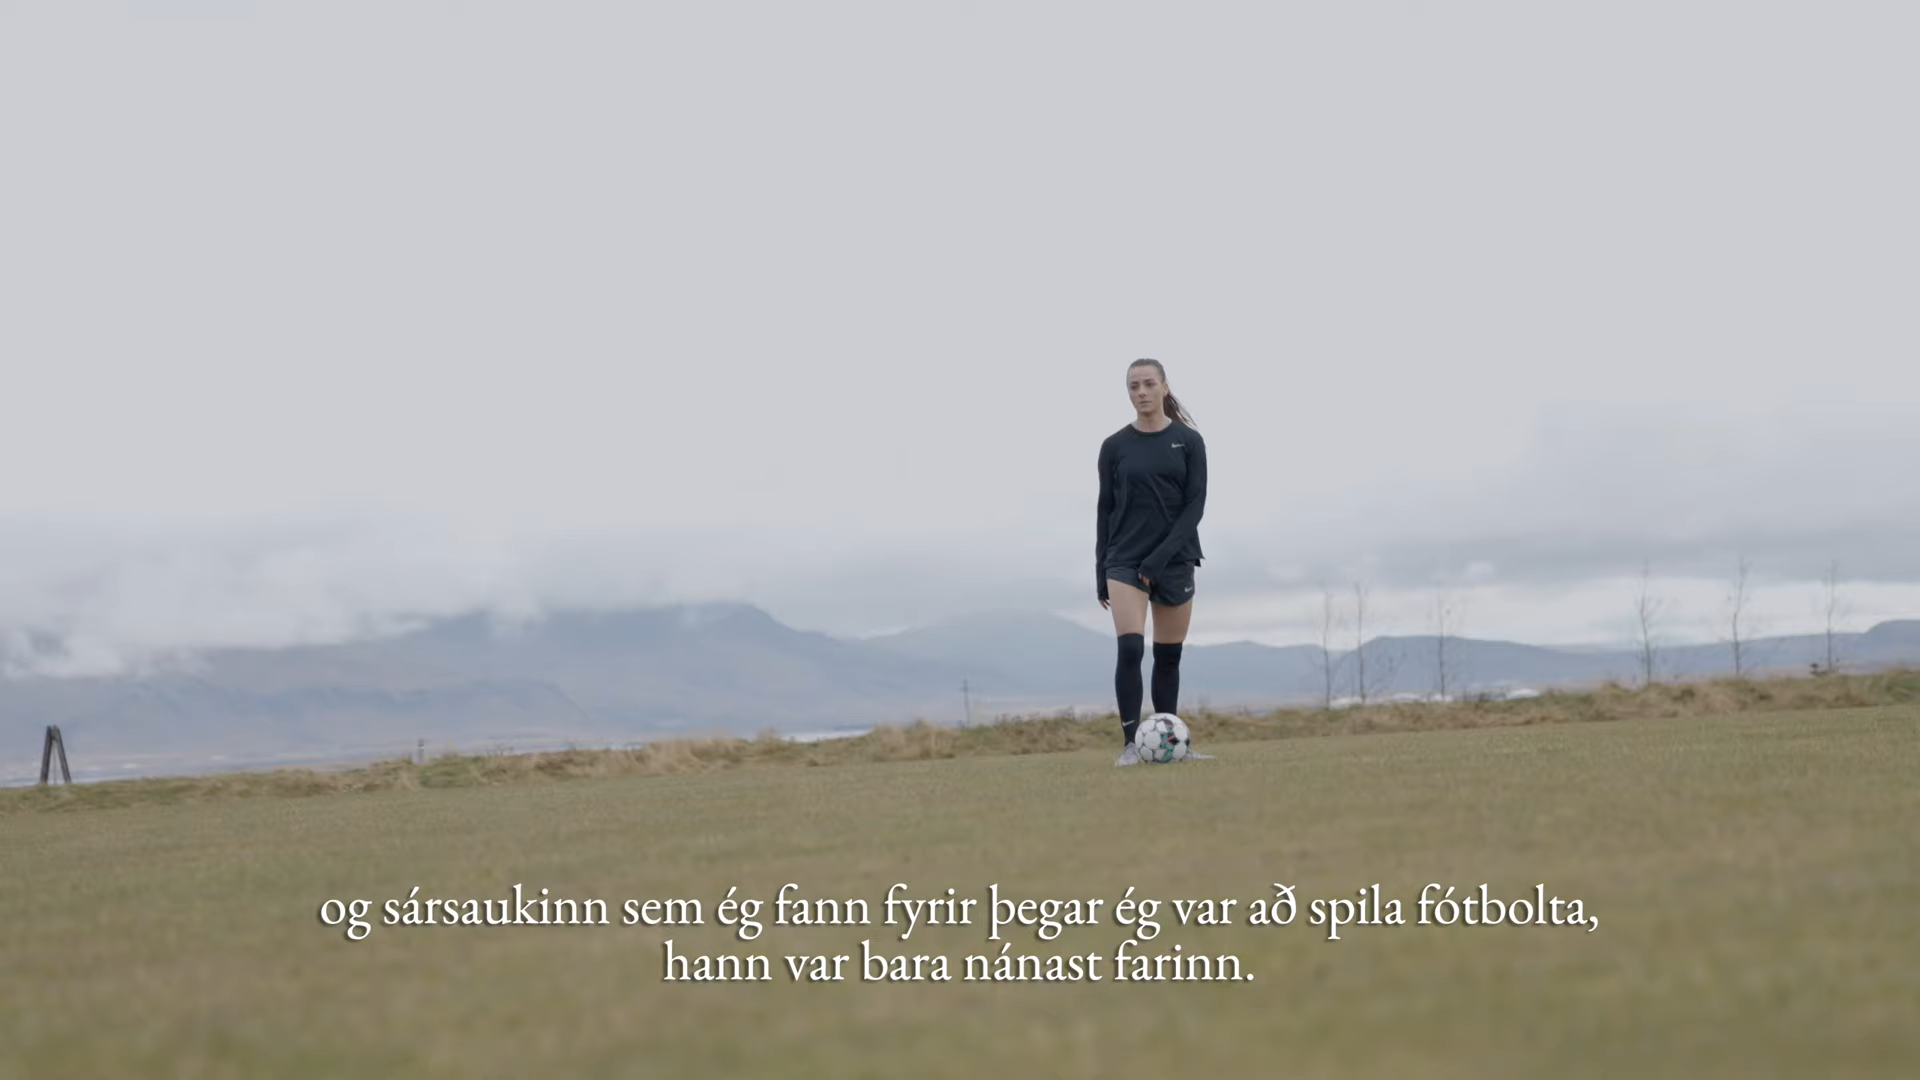 og sársaukinn sem ég fann fyrir þegar ég var að spila fótbolta,
hann var bara nánast farinn.